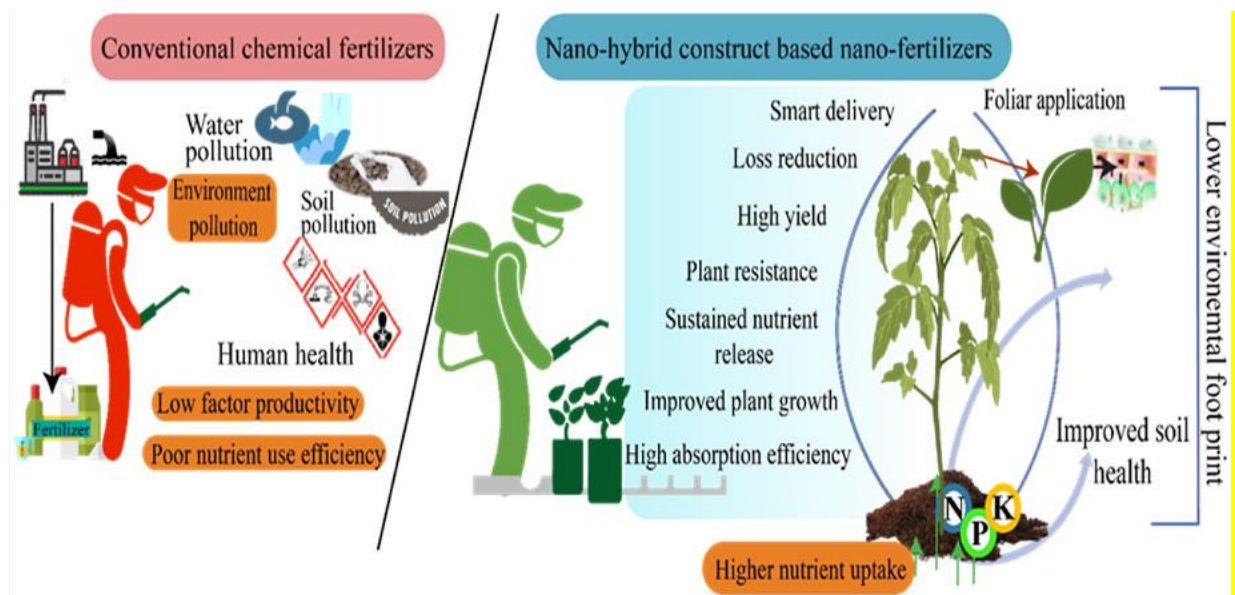 Conventional chemical fertilizers
Water
pollution
Environment
pollution
Soil
pollution
SOIL POLLUTION
Human health
Fertilizer
Low factor productivity
Poor nutrient use efficiency
Nano-hybrid construct based nano-fertilizers
Smart delivery
Loss reduction
High yield
Plant resistance
Sustained nutrient
release
Improved plant growth
High absorption efficiency
Foliar application
N
P
K
Improved soil
health
Higher nutrient uptake
Lower environemtal foot print